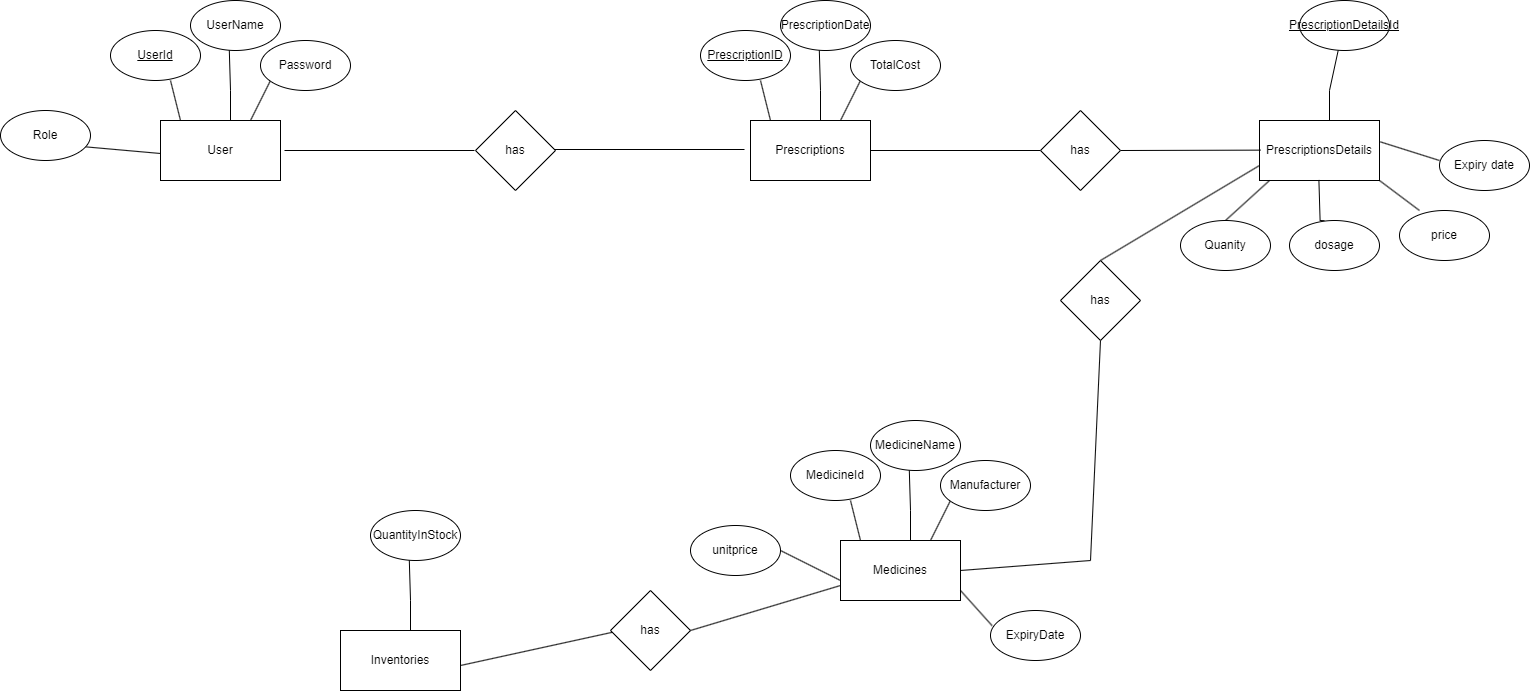 UserName
UserId
Password
Role
User
has
PrescriptionDate
PrescriptionID
TotalCost
Prescriptions
has
PrescriptionDetailsId
PrescriptionsDetails
Expiry date
Quanity
dosage
price
has
MedicineName
MedicineId
Manufacturer
unitprice
Medicines
ExpiryDate
QuantityInStock
has
Inventories